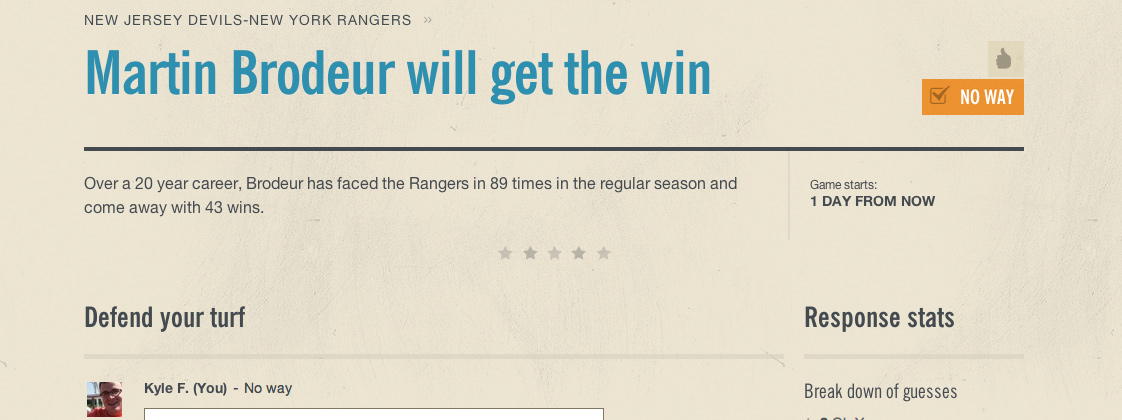 NEW JERSEY DEVILS-NEW YORK RANGERS »
Martin Brodeur will get the win
NO WAY
Over a 20 year career, Brodeur has faced the Rangers in 89 times in the regular season and
come away with 43 wins.
Game starts:
1 DAY FROM NOW
Defend your turf
Response stats
Kyle F. (You) - No way
Break down of guesses